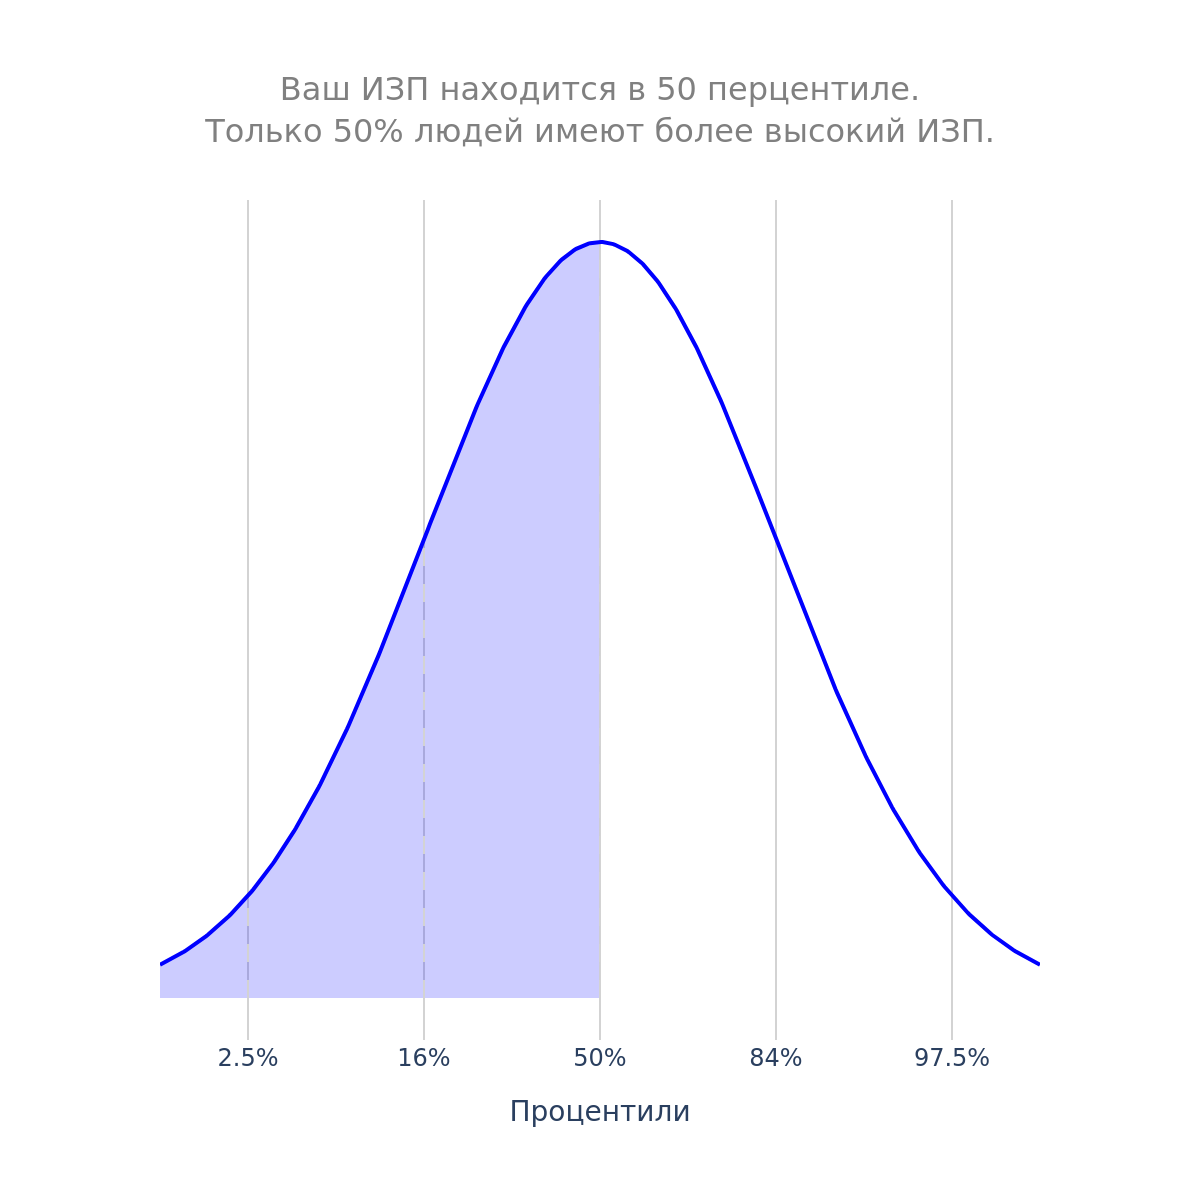 Ваш ИЗП находится в 50 перцентиле.
Только 50% людей имеют более высокий ИЗП.
2.5% 16% 50% 84% 97.5%
Процентили